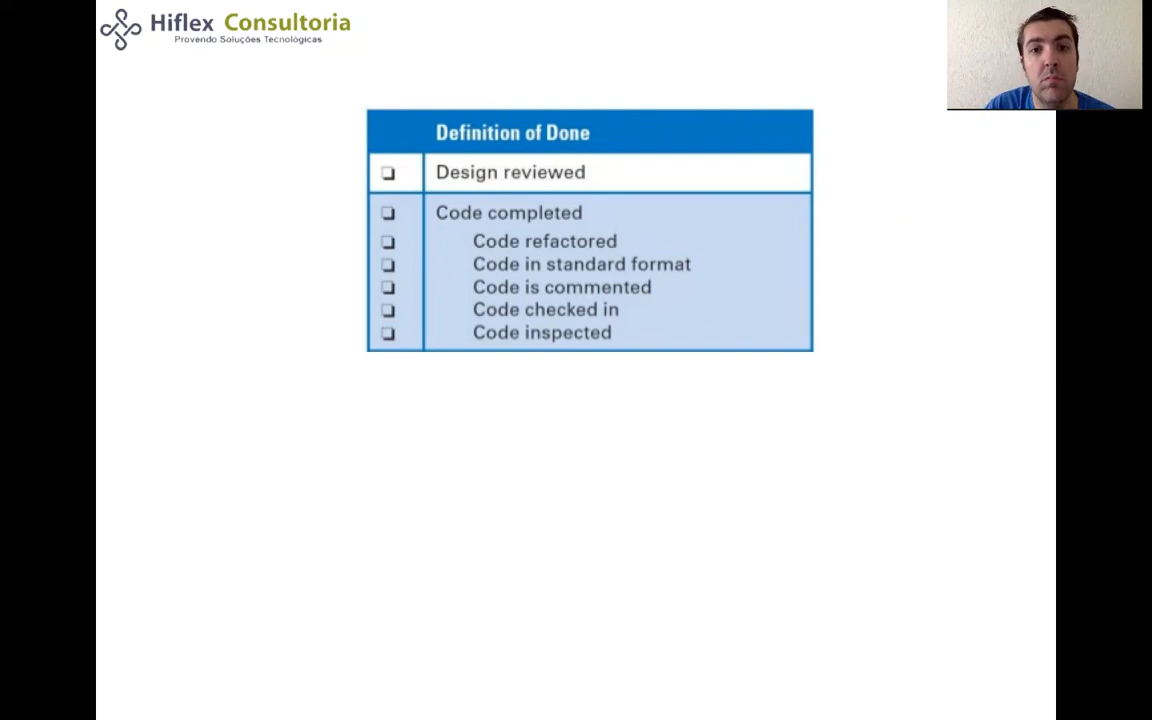 Hiflex Consultoria
Provendo Soluções Tecnológicas
Definition of Done
Design reviewed
Code completed
Code refactored
Code in standard format
Code is commented
Code checked in
Code inspected